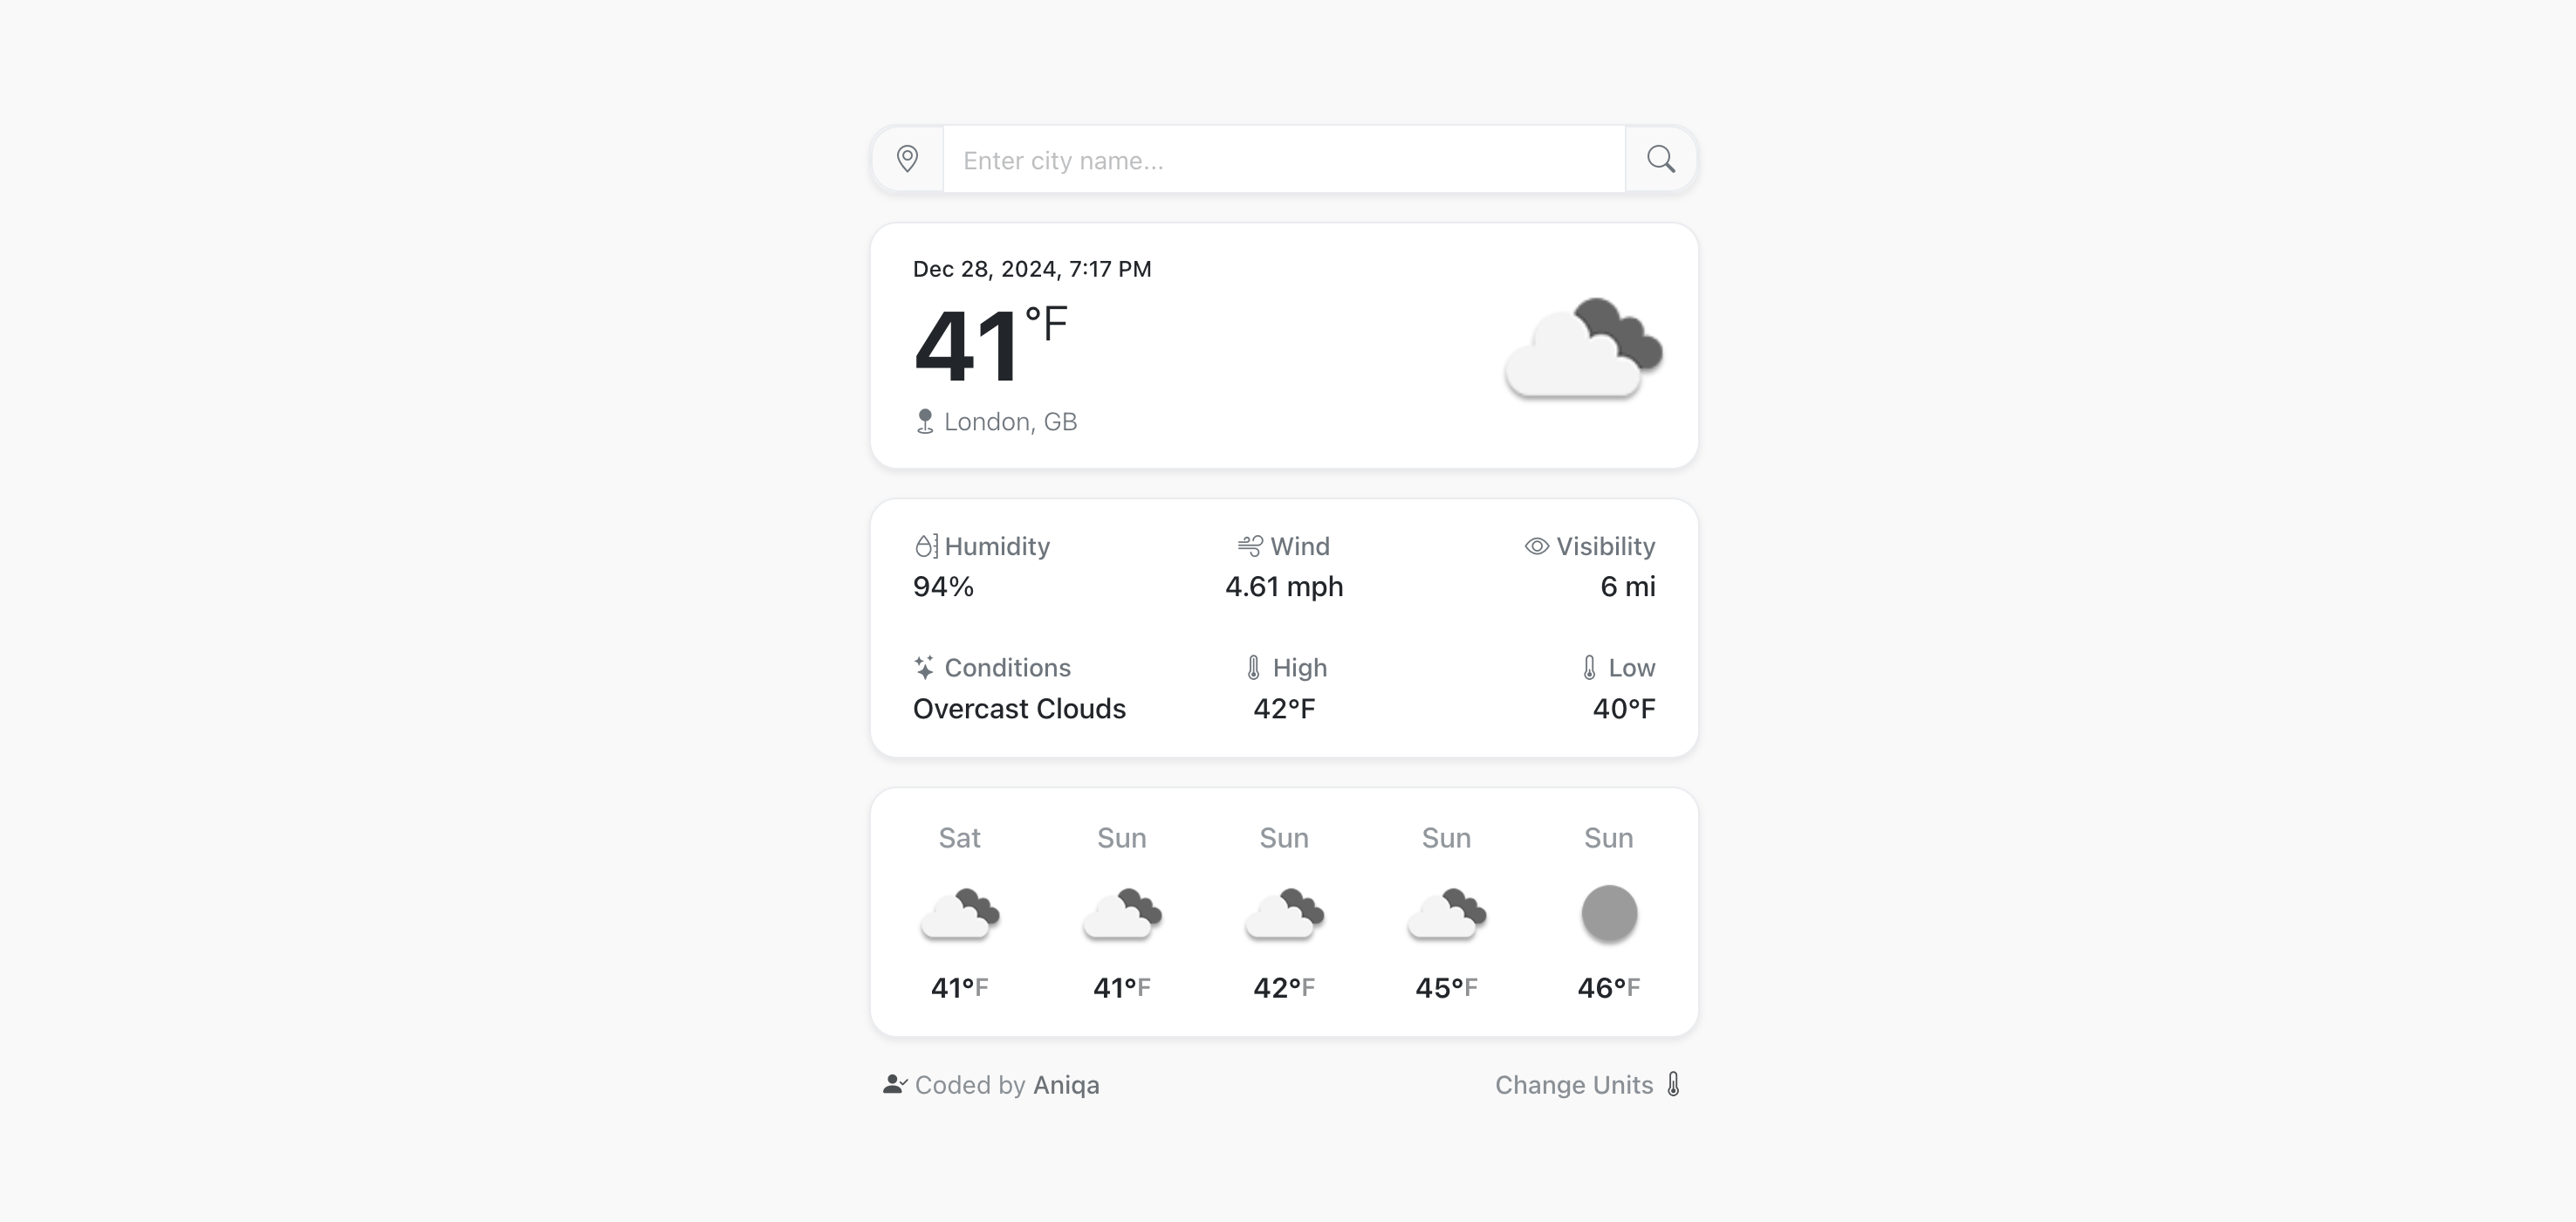 Enter city name...
Dec 28, 2024, 7:17 PM
41°F
London, GB
Humidity Wind Visibility
94% 4.61 mph 6 mi
Conditions High Low
Overcast Clouds 42°F 40°F
Sat Sun Sun Sun Sun
41°F 41°F 42°F 45°F 46°F
Coded by Aniqa Change Units